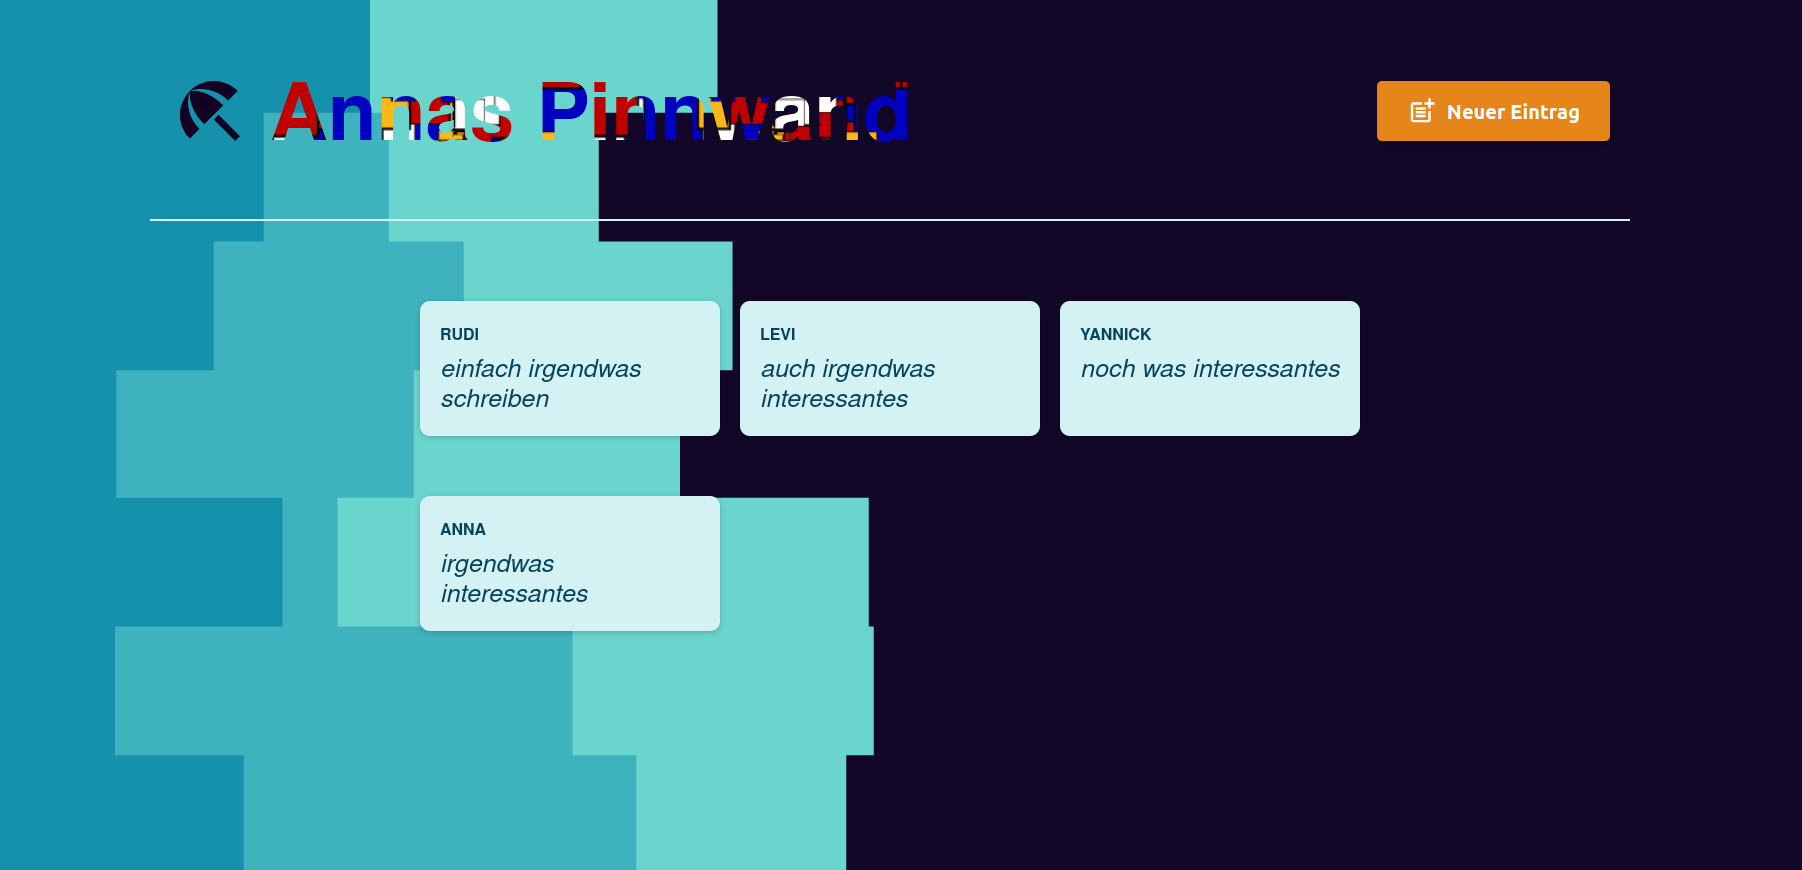 Annas Pinnwand
Neuer Eintrag
RUDI
einfach irgendwas
schreiben
LEVI
auch irgendwas
interessantes
YANNICK
noch was interessantes
ANNA
irgendwas
interessantes